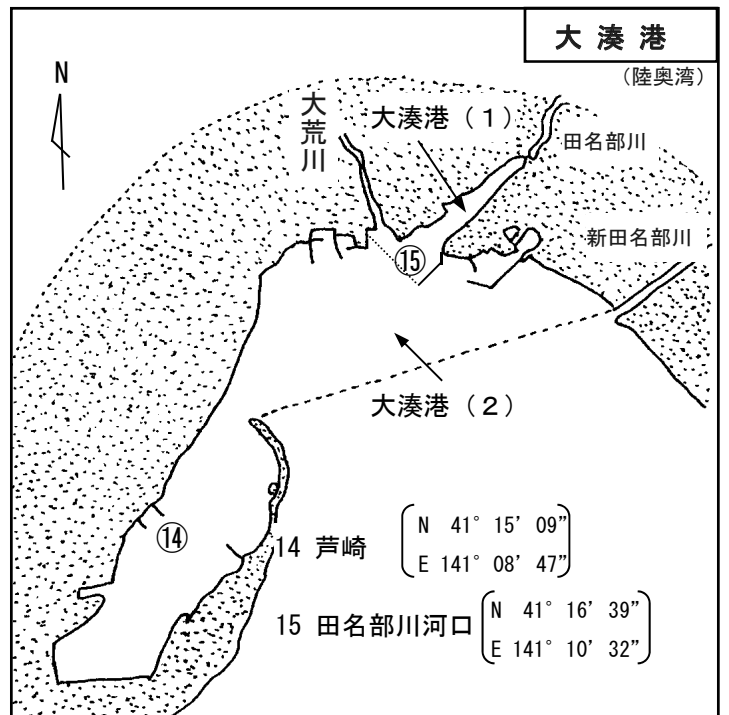 大湊港
(陸奥湾)
N
大荒川
大湊港(1)
田名部川
新田名部川
⑮
大湊港(2)
⑭
14 芦崎
N 41° 15’ 09”
E 141° 08’ 47”
15 田名部川河口
N 41° 16’ 39”
E 141° 10’ 32”